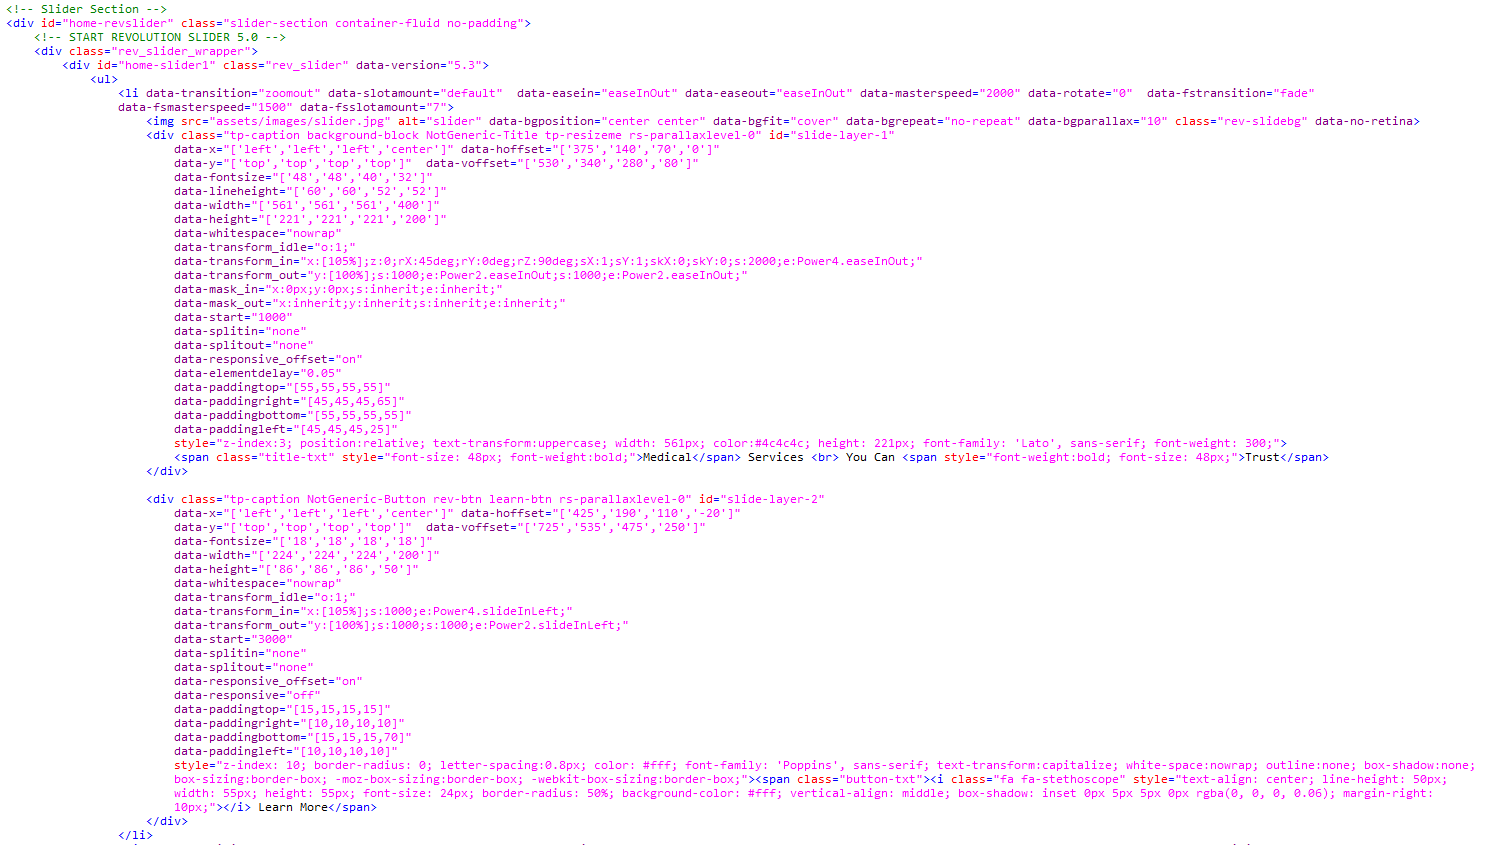 <!-- Slider Section -->
<div id="home-revslider" class="slider-section container-fluid no-padding">
<!-- START REVOLUTION SLIDER 5.0 -->
<div class="rev_slider_wrapper">
<div id="home-slider1" class="rev_slider" data-version="5.3">
<ul>
<li data-transition="zoomout" data-slotamount="default"  data-easein="easeInOut" data-easeout="easeInOut" data-masterspeed="2000" data-rotate="0"  data-fstransition="fade"
data-fsmasterspeed="1500" data-fsslotamount="7">
<img src="assets/images/slider.jpg" alt="slider" data-bgposition="center center" data-bgfit="cover" data-bgrepeat="no-repeat" data-bgparallax="10" class="rev-slidebg" data-no-retina>
<div class="tp-caption background-block NotGeneric-Title tp-resizeme rs-parallaxlevel-0" id="slide-layer-1"
data-x="['left','left','left','center']" data-hoffset="['375','140','70','0']"
data-y="['top','top','top','top']"  data-voffset="['530','340','280','80']"
data-fontsize="['48','48','40','32']"
data-lineheight="['60','60','52','52']"
data-width="['561','561','561','400']"
data-height="['221','221','221','200']"
data-whitespace="nowrap"
data-transform_idle="o:1;"
data-transform_in="x:[105%];z:0;rX:45deg;rY:0deg;rZ:90deg;sX:1;sY:1;skX:0;skY:0;s:2000;e:Power4.easeInOut;"
data-transform_out="y:[100%];s:1000;e:Power2.easeInOut;s:1000;e:Power2.easeInOut;"
data-mask_in="x:0px;y:0px;s:inherit;e:inherit;"
data-mask_out="x:inherit;y:inherit;s:inherit;e:inherit;"
data-start="1000"
data-splitin="none"
data-splitout="none"
data-responsive_offset="on"
data-elementdelay="0.05"
data-paddingtop="[55,55,55,55]"
data-paddingright="[45,45,45,65]"
data-paddingbottom="[55,55,55,55]"
data-paddingleft="[45,45,45,25]"
style="z-index:3; position:relative; text-transform:uppercase; width: 561px; color:#4c4c4c; height: 221px; font-family: 'Lato', sans-serif; font-weight: 300;">
<span class="title-txt" style="font-size: 48px; font-weight:bold;">Medical</span> Services <br> You Can <span style="font-weight:bold; font-size: 48px;">Trust</span>
</div>
<div class="tp-caption NotGeneric-Button rev-btn learn-btn rs-parallaxlevel-0" id="slide-layer-2"
data-x="['left','left','left','center']" data-hoffset="['425','190','110','-20']"
data-y="['top','top','top','top']"  data-voffset="['725','535','475','250']"
data-fontsize="['18','18','18','18']"
data-width="['224','224','224','200']"
data-height="['86','86','86','50']"
data-whitespace="nowrap"
data-transform_idle="o:1;"
data-transform_in="x:[105%];s:1000;e:Power4.slideInLeft;"
data-transform_out="y:[100%];s:1000;s:1000;e:Power2.slideInLeft;"
data-start="3000"
data-splitin="none"
data-splitout="none"
data-responsive_offset="on"
data-responsive="off"
data-paddingtop="[15,15,15,15]"
data-paddingright="[10,10,10,10]"
data-paddingbottom="[15,15,15,70]"
data-paddingleft="[10,10,10,10]"
style="z-index: 10; border-radius: 0; letter-spacing:0.8px; color: #fff; font-family: 'Poppins', sans-serif; text-transform:capitalize; white-space:nowrap; outline:none; box-shadow:none;
box-sizing:border-box; -moz-box-sizing:border-box; -webkit-box-sizing:border-box;"><span class="button-txt"><i class="fa fa-stethoscope" style="text-align: center; line-height: 50px;
width: 55px; height: 55px; font-size: 24px; border-radius: 50%; background-color: #fff; vertical-align: middle; box-shadow: inset 0px 5px 5px 0px rgba(0, 0, 0, 0.06); margin-right:
10px;"></i> Learn More</span>
</div>
</li>